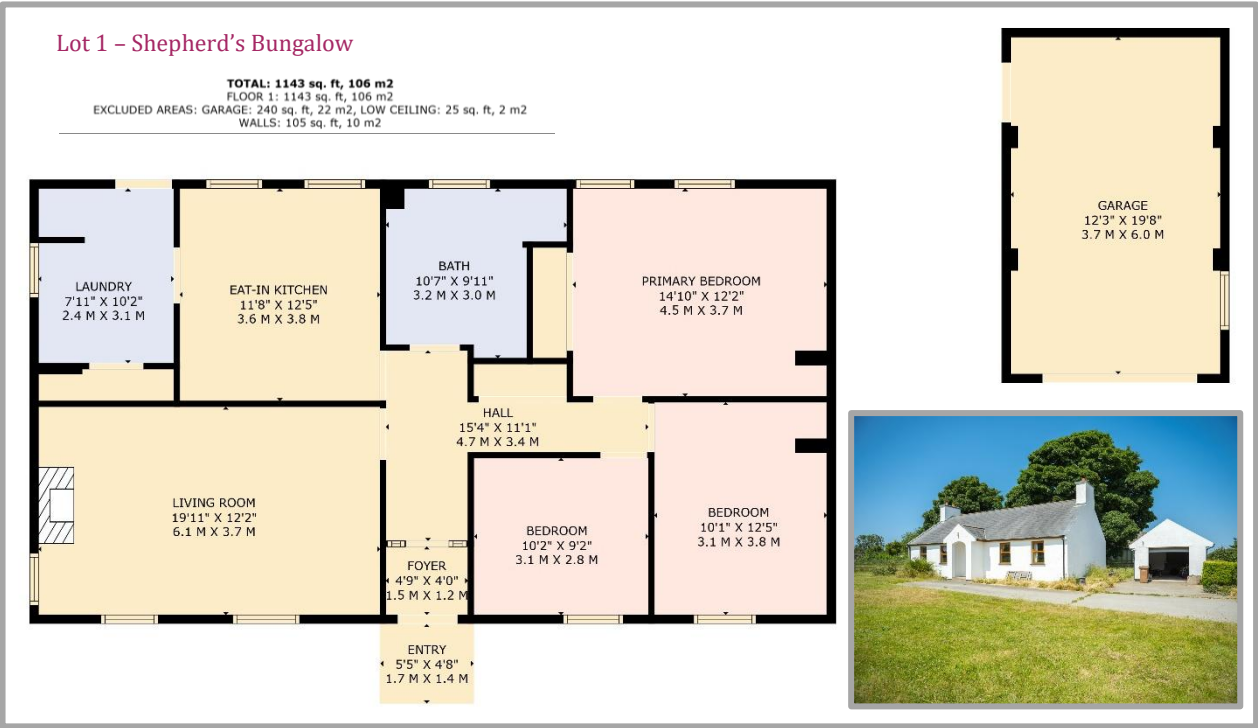 Lot 1 – Shepherd's Bungalow
TOTAL: 1143 sq. ft, 106 m2
FLOOR 1: 1143 sq. ft, 106 m2
EXCLUDED AREAS: GARAGE: 240 sq. ft, 22 m2, LOW CEILING: 25 sq. ft, 2 m2
WALLS: 105 sq. ft, 10 m2
GARAGE
12'3" X 19'8"
3.7 M X 6.0 M
LAUNDRY
7'11" X 10'2"
2.4 M X 3.1 M
EAT-IN KITCHEN
11'8" X 12'5"
3.6 M X 3.8 M
BATH
10'7" X 9'11"
3.2 M X 3.0 M
PRIMARY BEDROOM
14'10" X 12'2"
4.5 M X 3.7 M
HALL
15'4" X 11'1"
4.7 M X 3.4 M
LIVING ROOM
19'11" X 12'2"
6.1 M X 3.7 M
BEDROOM
10'2" X 9'2"
3.1 M X 2.8 M
BEDROOM
10'1" X 12'5"
3.1 M X 3.8 M
FOYER
4'9" X 4'0"
1.5 M X 1.2 M
ENTRY
5'5" X 4'8"
1.7 M X 1.4 M